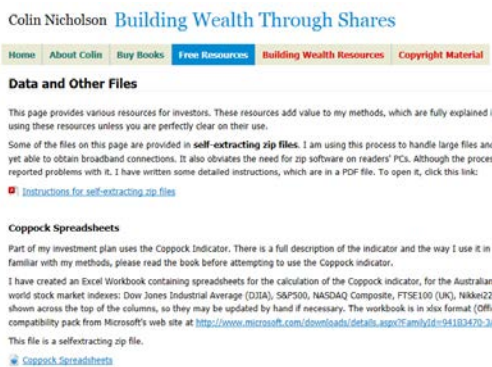 Colin Nicholson Building Wealth Through Shares
Home About Colin Buy Books Free Resources Building Wealth Resources Copyright Material
Data and Other Files
This page provides various resources for investors. These resources add value to my methods, which are fully explained i
using these resources unless you are perfectly clear on their use.
Some of the files on this page are provided in self-extracting zip files. I am using this process to handle large files and
yet able to obtain broadband connections. It also obviates the need for zip software on readers' PCs. Although the proces
reported problems with it. I have written some detailed instructions, which are in a PDF file. To open it, click this link:
Instructions for self-extracting zip files
Coppock Spreadsheets
Part of my investment plan uses the Coppock Indicator. There is a full description of the indicator and the way I use it in
familiar with my methods, please read the book before attempting to use the Coppock indicator.
I have created an Excel Workbook containing spreadsheets for the calculation of the Coppock indicator, for the Australian
world stock market indexes: Dow Jones Industrial Average (DJIA), S&P500, NASDAQ Composite, FTSE100 (UK), Nikkei22
shown across the top of the columns, so they may be updated by hand if necessary. The workbook is in xlsx format (Offi
compatibility pack from Microsoft's web site at http://www.microsoft.com/downloads/details.aspx?FamilyId=94183470-3
This file is a selfextracting zip file.
Coppock Spreadsheets